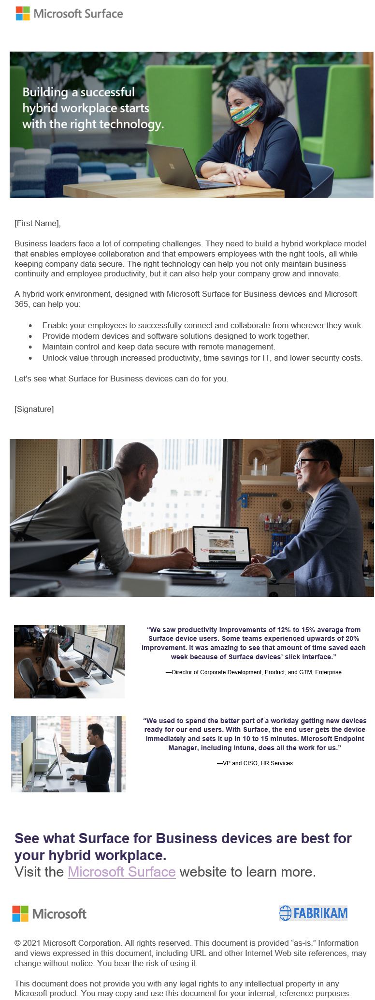 Microsoft Surface
Building a successful
hybrid workplace starts
with the right technology.
[First Name],
Business leaders face a lot of competing challenges. They need to build a hybrid workplace model
that enables employee collaboration and that empowers employees with the right tools, all while
keeping company data secure. The right technology can help you not only maintain business
continuity and employee productivity, but it can also help your company grow and innovate.
A hybrid work environment, designed with Microsoft Surface for Business devices and Microsoft
365, can help you:
• Enable your employees to successfully connect and collaborate from wherever they work.
• Provide modern devices and software solutions designed to work together.
• Maintain control and keep data secure with remote management.
• Unlock value through increased productivity, time savings for IT, and lower security costs.
Let's see what Surface for Business devices can do for you.
[Signature]
“We saw productivity improvements of 12% to 15% average from
Surface device users. Some teams experienced upwards of 20%
improvement. It was amazing to see that amount of time saved each
week because of Surface devices’ slick interface.”
—Director of Corporate Development, Product, and GTM, Enterprise
“We used to spend the better part of a workday getting new devices
ready for our end users. With Surface, the end user gets the device
immediately and sets it up in 10 to 15 minutes. Microsoft Endpoint
Manager, including Intune, does all the work for us.”
—VP and CISO, HR Services
See what Surface for Business devices are best for
your hybrid workplace.
Visit the Microsoft Surface website to learn more.
Microsoft
FABRIKAM
© 2021 Microsoft Corporation. All rights reserved. This document is provided “as-is.” Information
and views expressed in this document, including URL and other Internet Web site references, may
change without notice. You bear the risk of using it.
This document does not provide you with any legal rights to any intellectual property in any
Microsoft product. You may copy and use this document for your internal, reference purposes.